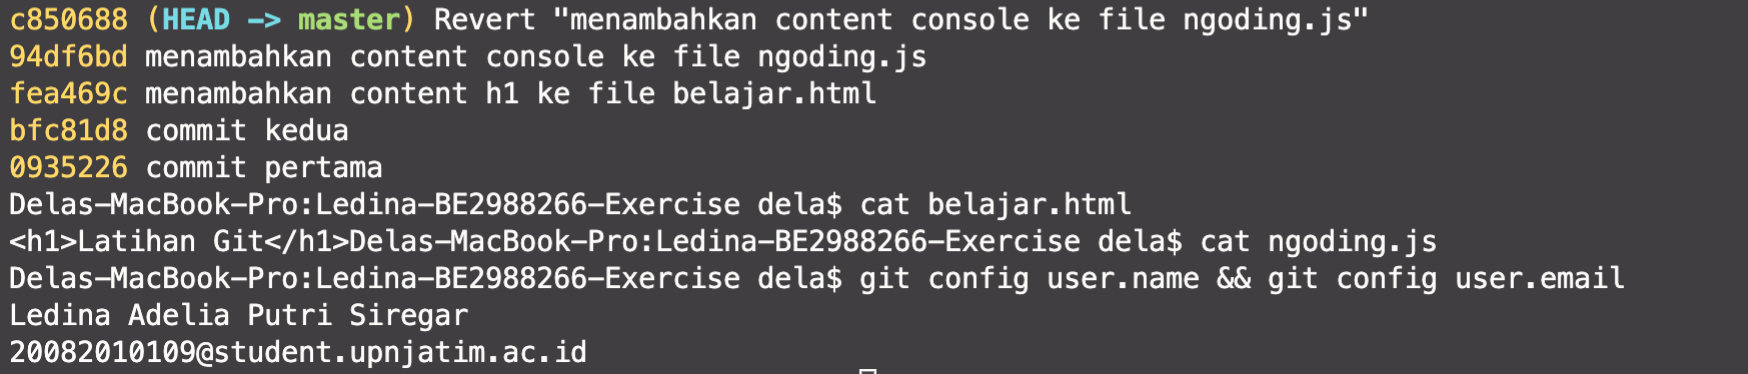 c850688 (HEAD -> master) Revert "menambahkan content console ke file ngoding.js"
94df6bd menambahkan content console ke file ngoding.js
fea469c menambahkan content h1 ke file belajar.html
bfc81d8 commit kedua
0935226 commit pertama
Delas-MacBook-Pro:Ledina-BE2988266-Exercise dela$ cat belajar.html
<h1>Latihan Git</h1>Delas-MacBook-Pro:Ledina-BE2988266-Exercise dela$ cat ngoding.js
Delas-MacBook-Pro:Ledina-BE2988266-Exercise dela$ git config user.name && git config user.email
Ledina Adelia Putri Siregar
20082010109@student.upnjatim.ac.id